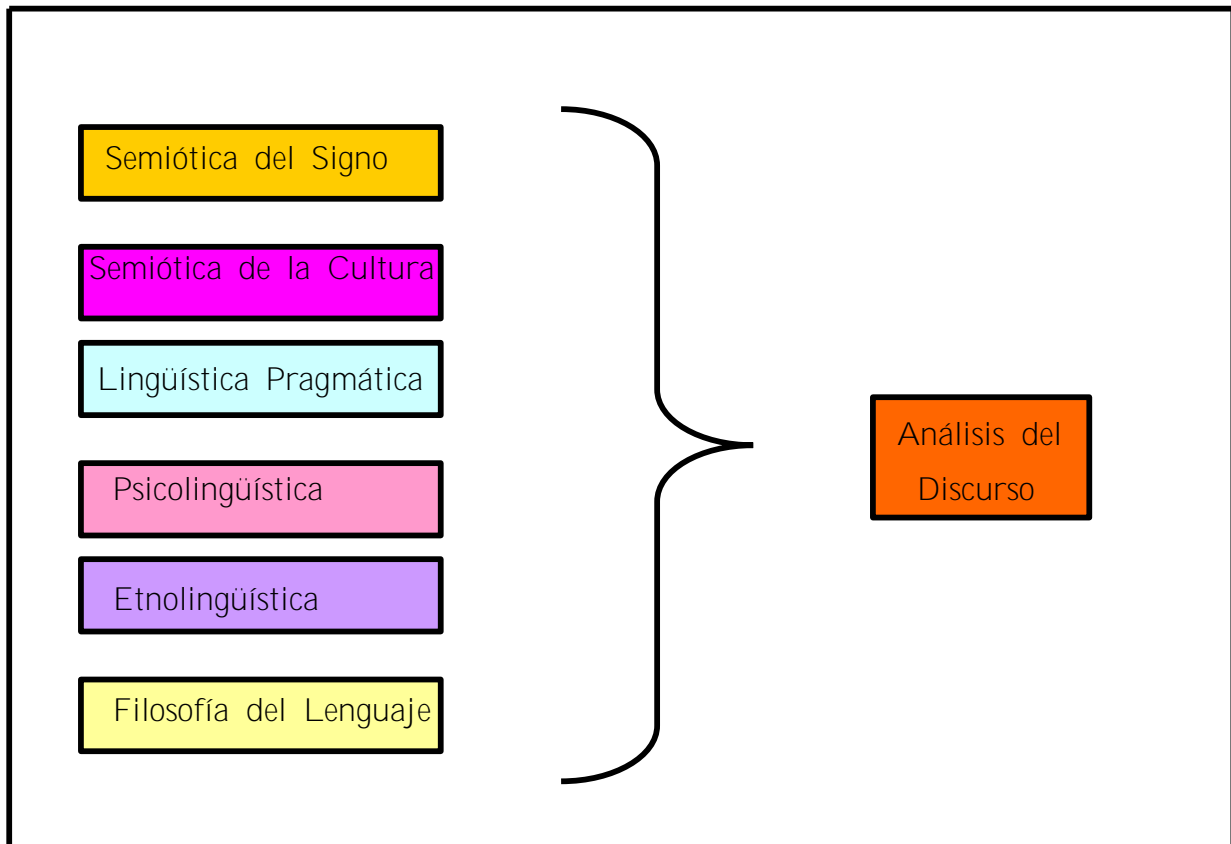 Semiótica del Signo
Semiótica de la Cultura
Lingüística Pragmática
Psicolingüística
Etnolingüística
Filosofía del Lenguaje
Análisis del
Discurso